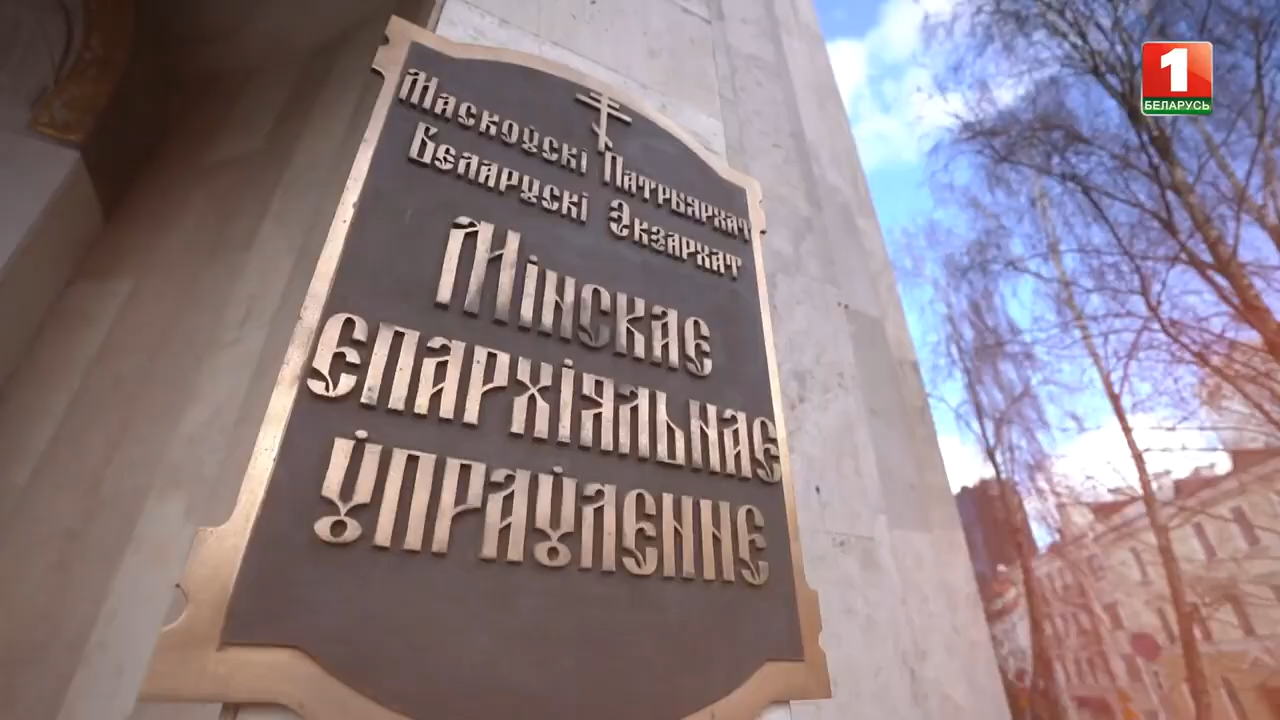 Маскоўскі Патрыярхат
Беларускі Экзархат
Мінскае
Епархіяльнае
ўпраўленне
1
БЕЛАРУСЬ